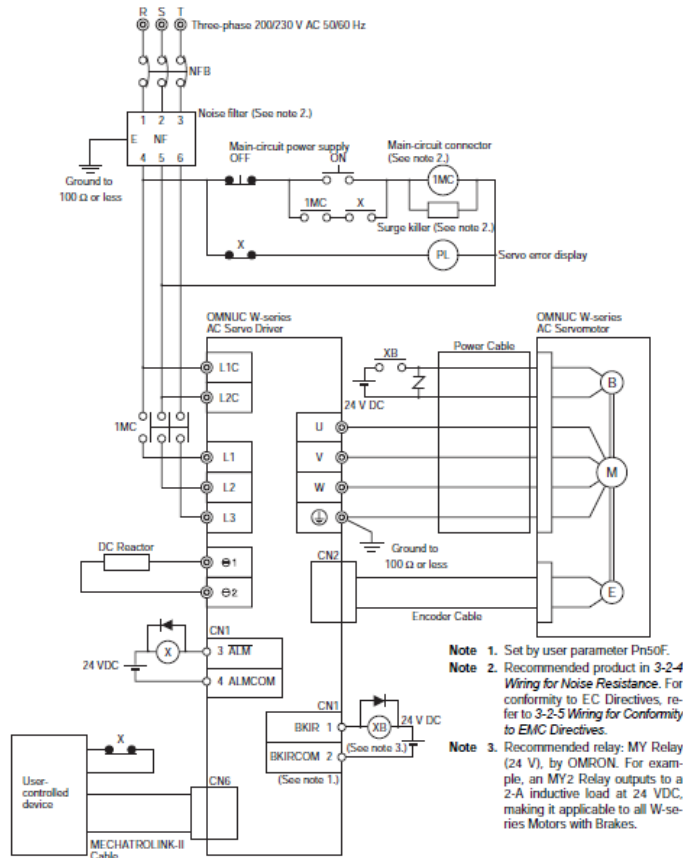 R S T
Three-phase 200/230 V AC 50/60 Hz
NFB
1 2 3
Noise filter (See note 2.)
E NF
4 5 6
Ground to
100 Ω or less
Main-circuit power supply
OFF
ON
Main-circuit connector
(See note 2.)
1MC
1MC X
Surge killer (See note 2.)
X
PL
Servo error display
OMNUC W-series
AC Servo Driver
OMNUC W-series
AC Servomotor
XB
Power Cable
24 V DC
B
L1C
L2C
1MC
U
V
W
M
L1
L2
L3
Ground to
100 Ω or less
DC Reactor
⊖1
⊖2
CN2
E
Encoder Cable
CN1
X
3 ALM
24 VDC
4 ALMCOM
CN1
BKIR 1
XB
24 V DC
(See note 3.)
BKIRCOM 2
(See note 1.)
X
User-
controlled
device
CN6
MECHATROLINK-II
Cable
Note 1. Set by user parameter Pn50F.
Note 2. Recommended product in 3-2-4
Wiring for Noise Resistance. For
conformity to EC Directives, re-
fer to 3-2-5 Wiring for Conformity
to EMC Directives.
Note 3. Recommended relay: MY Relay
(24 V), by OMRON. For exam-
ple, an MY2 Relay outputs to a
2-A inductive load at 24 VDC,
making it applicable to all W-se-
ries Motors with Brakes.